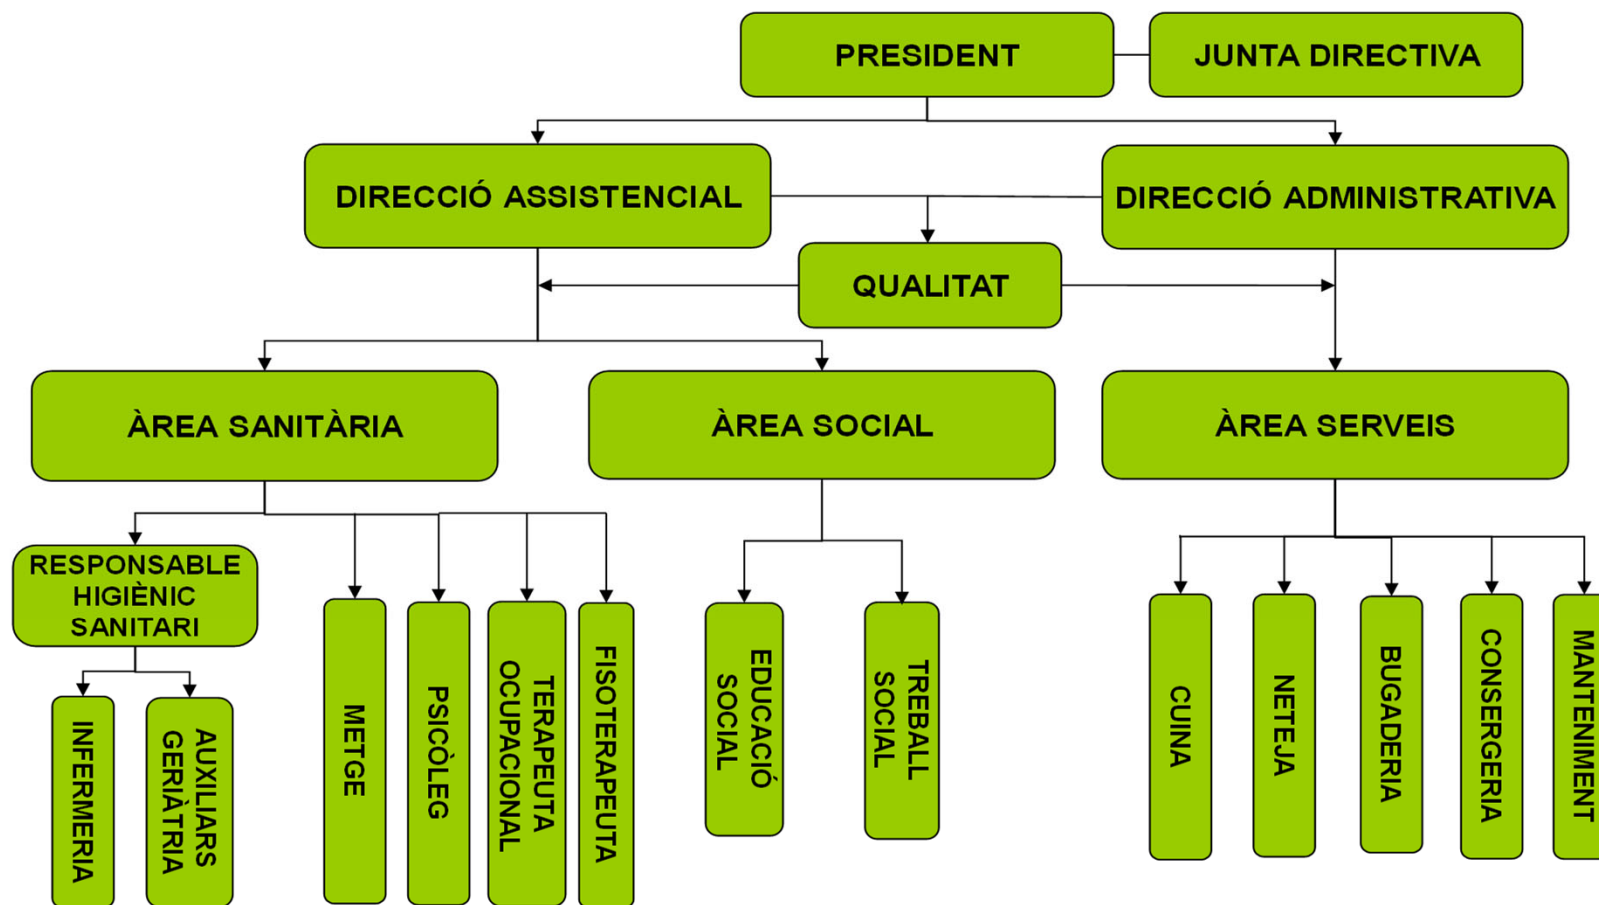 PRESIDENT
JUNTA DIRECTIVA
DIRECCIÓ ASSISTENCIAL
DIRECCIÓ ADMINISTRATIVA
QUALITAT
ÀREA SANITÀRIA
ÀREA SOCIAL
ÀREA SERVEIS
RESPONSABLE
HIGIÈNIC
SANITARI
INFERMERIA
AUXILIARS
GERIÀTRIA
METGE
PSICÒLEG
TERAPEUTA
OCUPACIONAL
FISOTERAPEUTA
EDUCACIÓ
SOCIAL
TREBALL
SOCIAL
CUINA
NETEJA
BUGADERIA
CONSERGERIA
MANTENIMENT